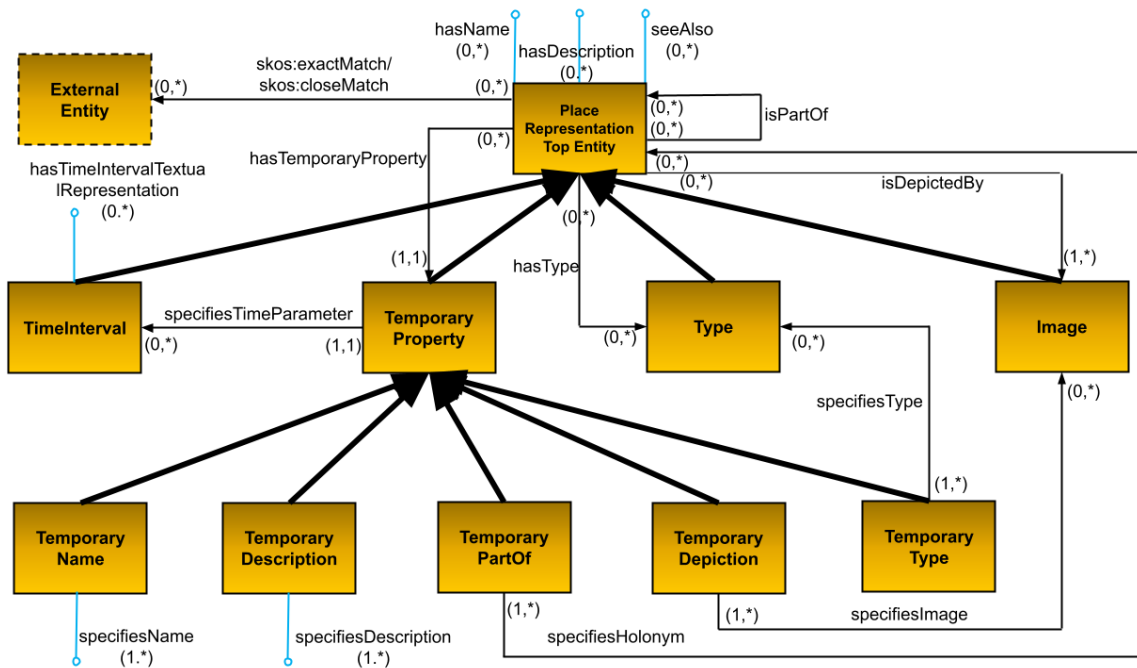 hasName
(0,*)
hasDescription
(0.*)
seeAlso
(0,*)
External
Entity
(0,*)
skos:exactMatch/
skos:closeMatch
(0,*)
Place
Representation
Top Entity
(0,*)
(0,*)
isPartOf
(0,*)
hasTemporaryProperty
(0,*)
(0,*)
isDepictedBy
hasTimeIntervalTextua
lRepresentation
(0.*)
(0,*)
hasType
(1,1)
(1,*)
TimeInterval
specifiesTimeParameter
(0,*)
(1,1)
Temporary
Property
(0,*)
Type
(0,*)
Image
(0,*)
specifiesType
(1,*)
Temporary
Name
Temporary
Description
Temporary
PartOf
Temporary
Depiction
Temporary
Type
specifiesName
(1.*)
specifiesDescription
(1.*)
(1,*)
specifiesHolonym
(1,*)
specifiesImage